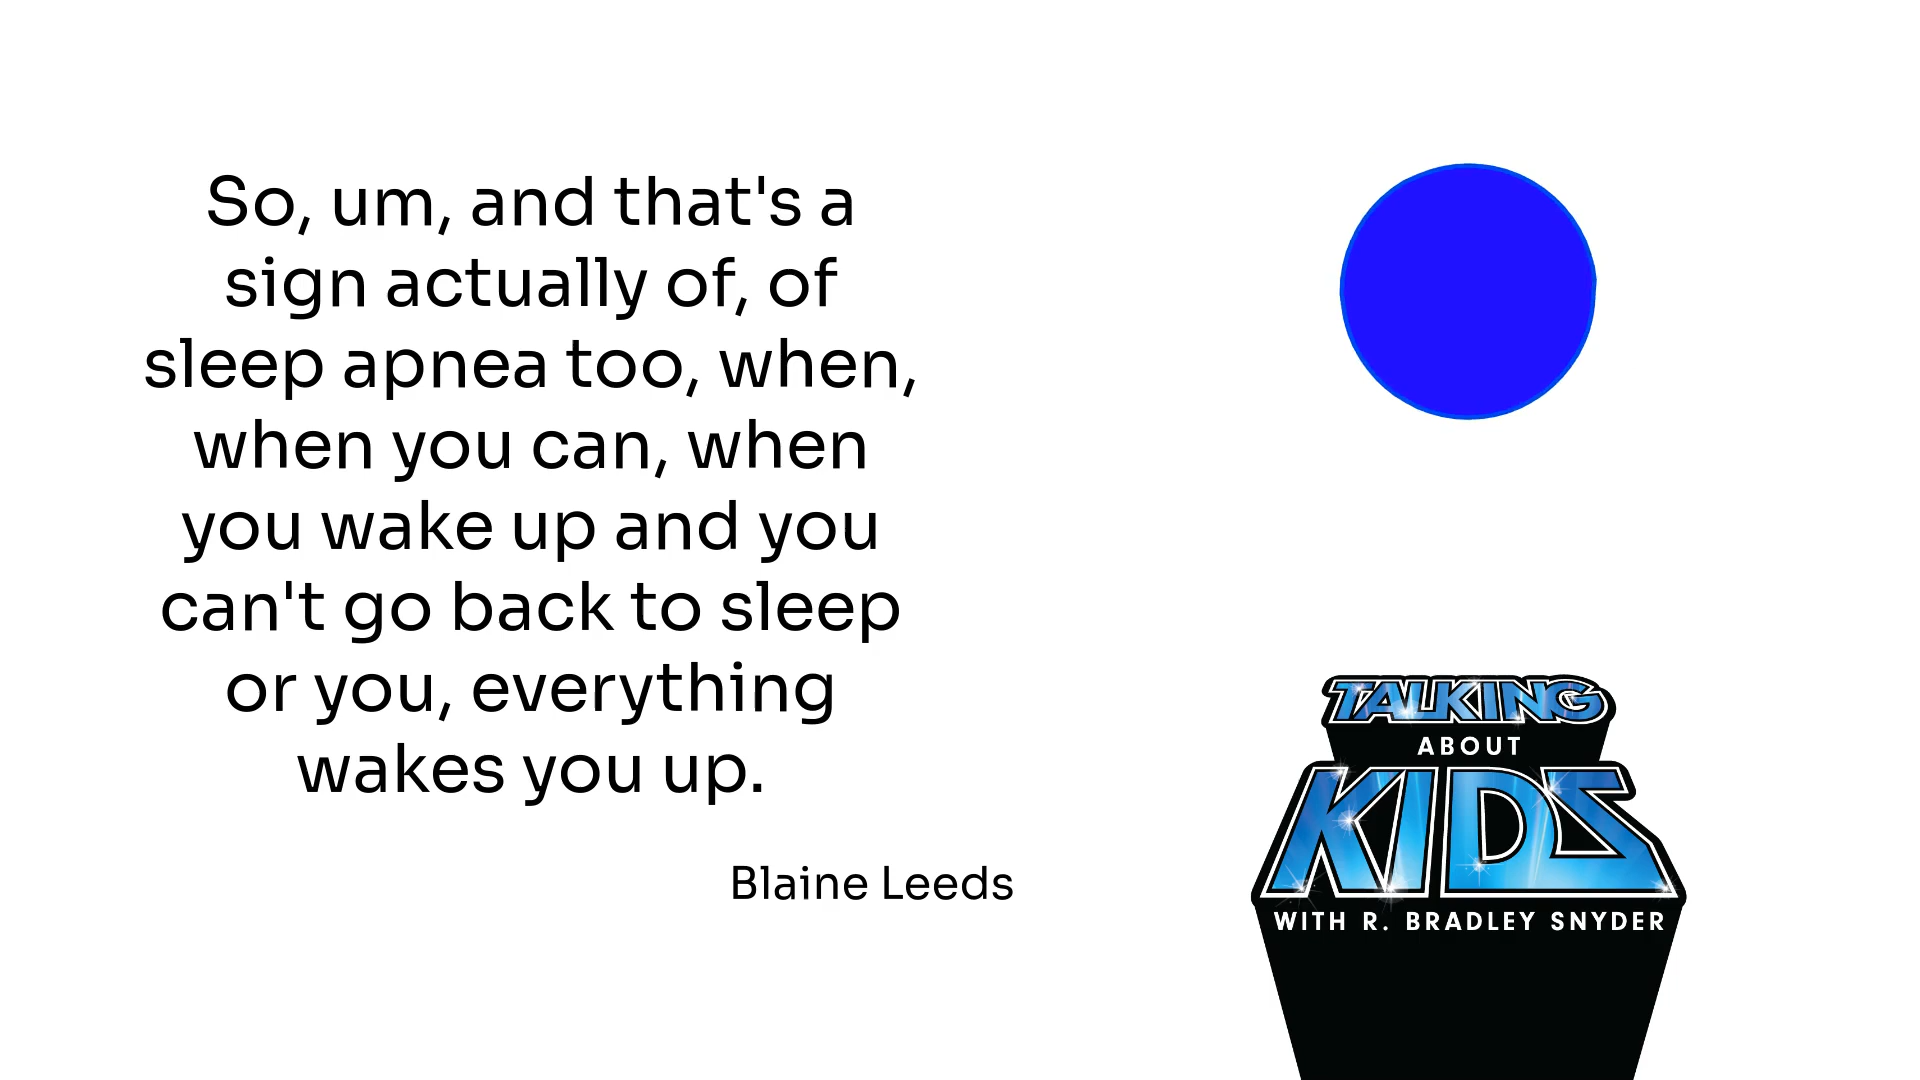 So, um, and that's a
sign actually of, of
sleep apnea too, when,
when you can, when
you wake up and you
can't go back to sleep
or you, everything
wakes you up.
Blaine Leeds
TALKING
ABOUT
KIDS
WITH R. BRADLEY SNYDER